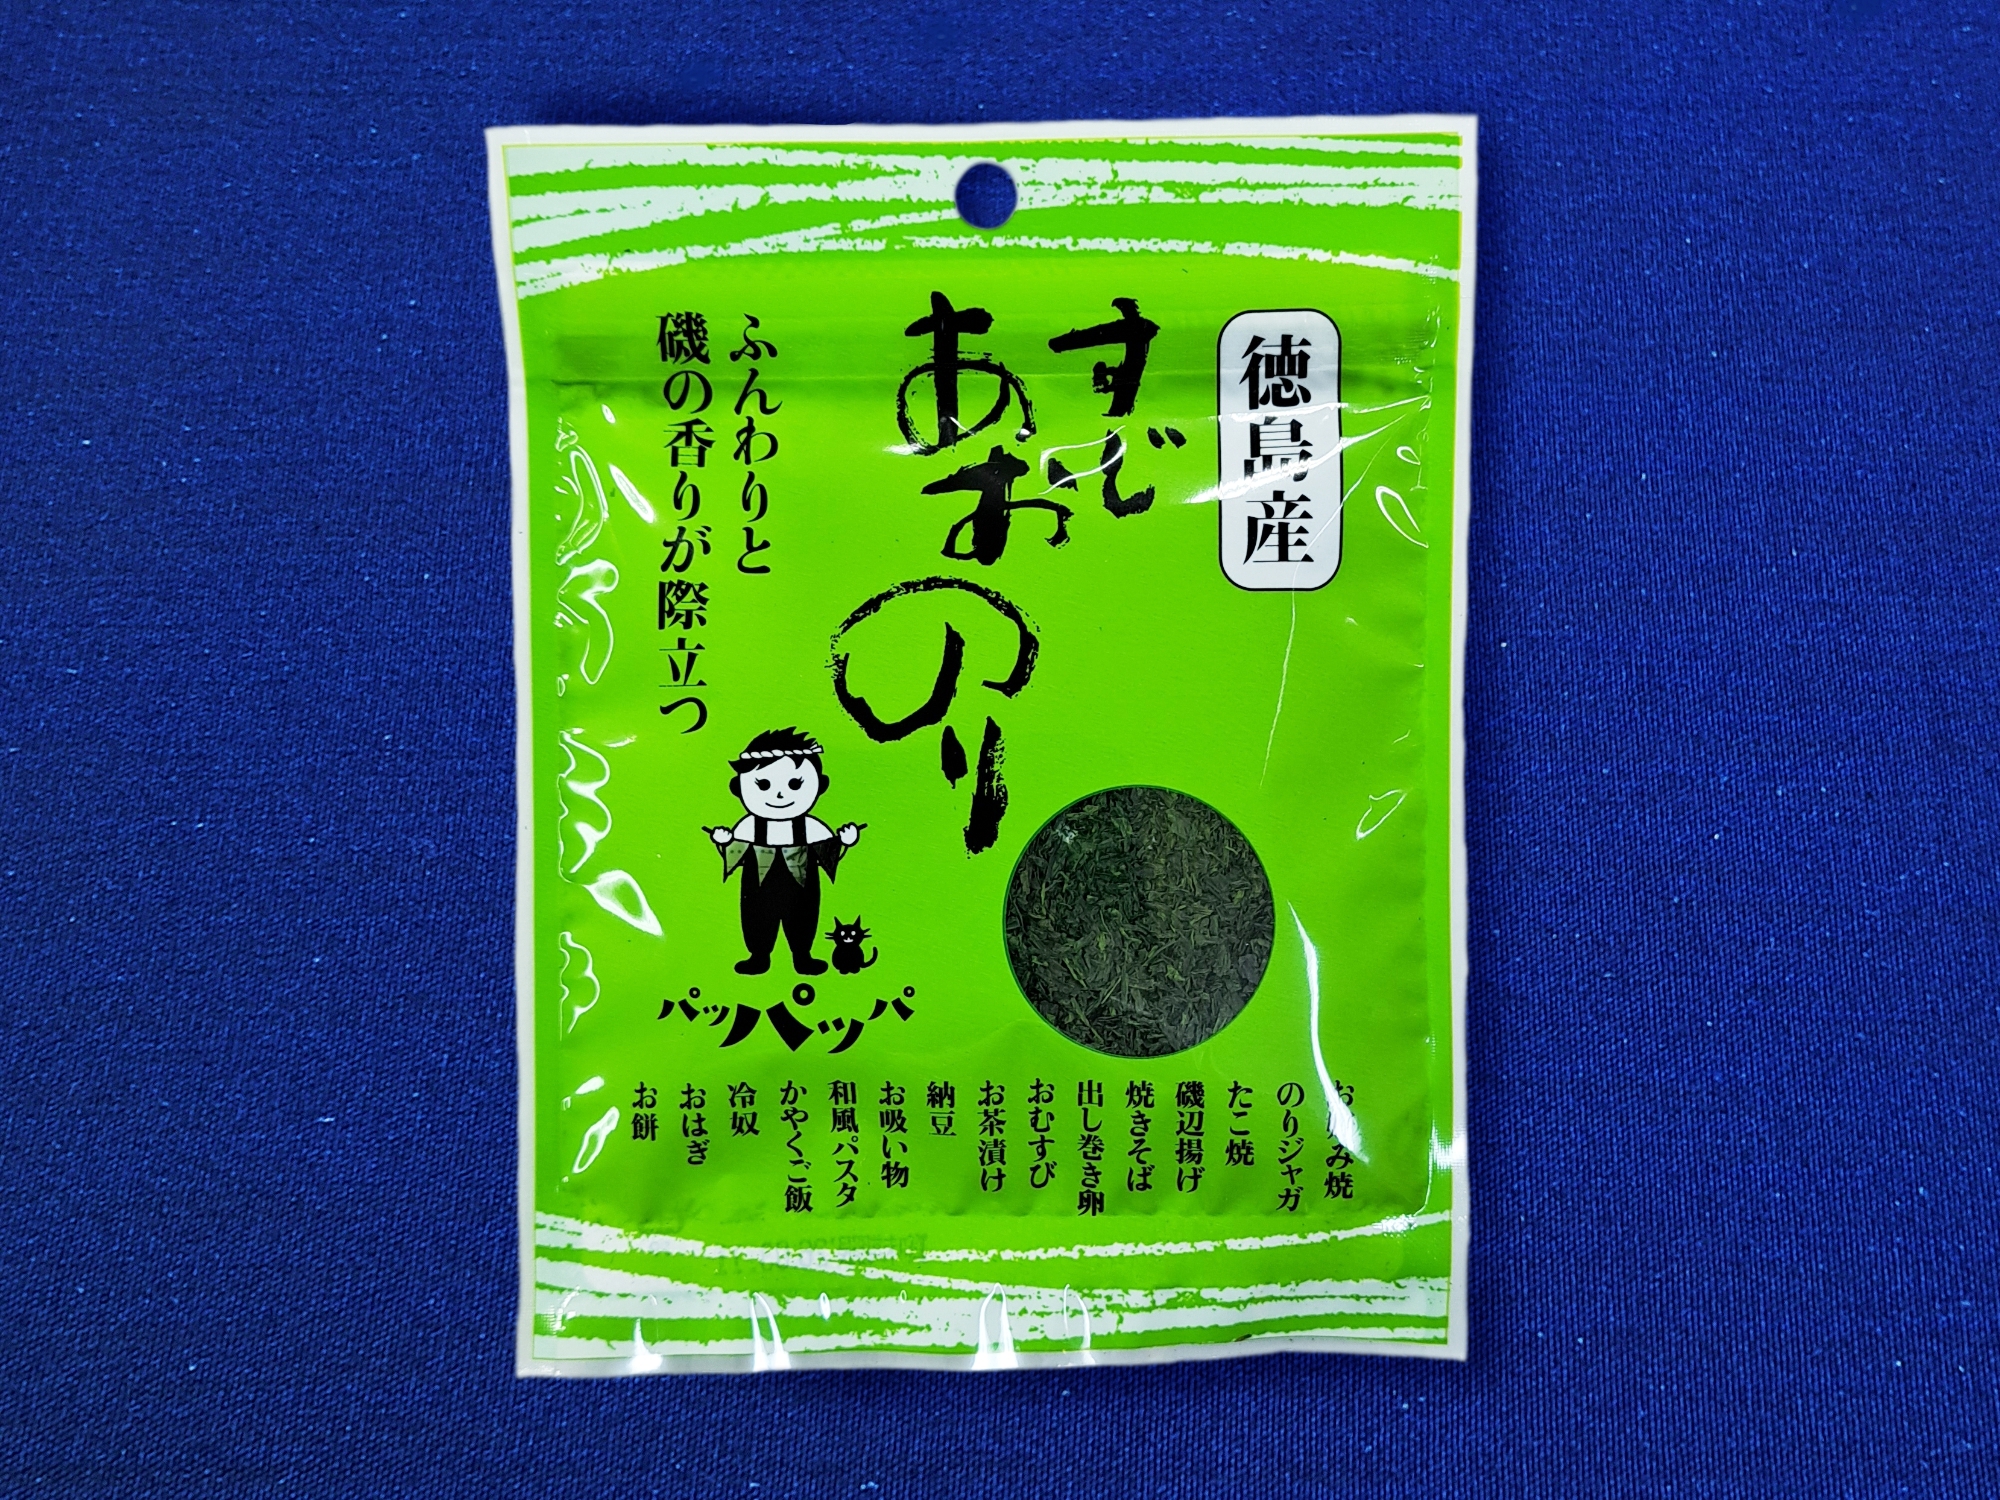 徳島産
すじ
あおのり
ふんわりと
磯の香りが際立つ
パッパッパ
お好み焼
のりジャガ
たこ焼
磯辺揚げ
焼きそば
出し巻き卵
おむすび
お茶漬け
納豆
お吸い物
和風パスタ
かやくご飯
冷奴
おはぎ
お餅